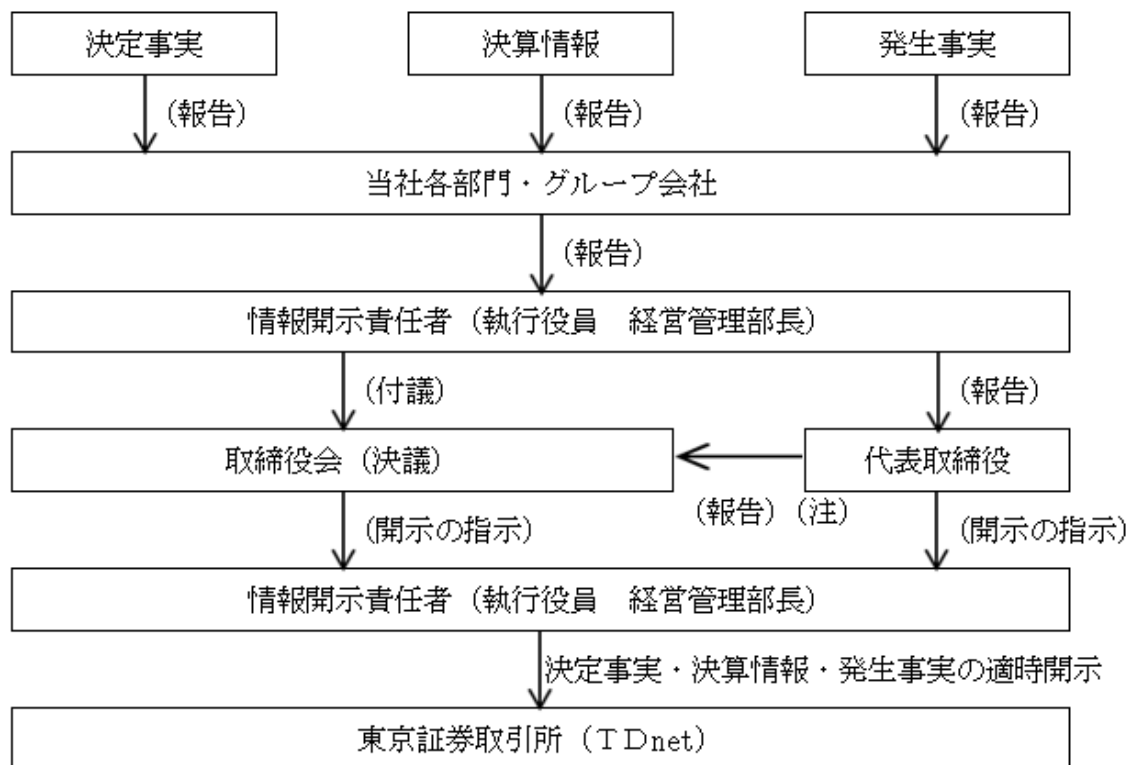 決定事実 決算情報 発生事実
(報告) (報告) (報告)
当社各部門・グループ会社
(報告)
情報開示責任者(執行役員 経営管理部長)
(付議) (報告)
取締役会(決議) 代表取締役
(報告)(注)
(開示の指示) (開示の指示)
情報開示責任者(執行役員 経営管理部長)
決定事実・決算情報・発生事実の適時開示
東京証券取引所(TDnet)